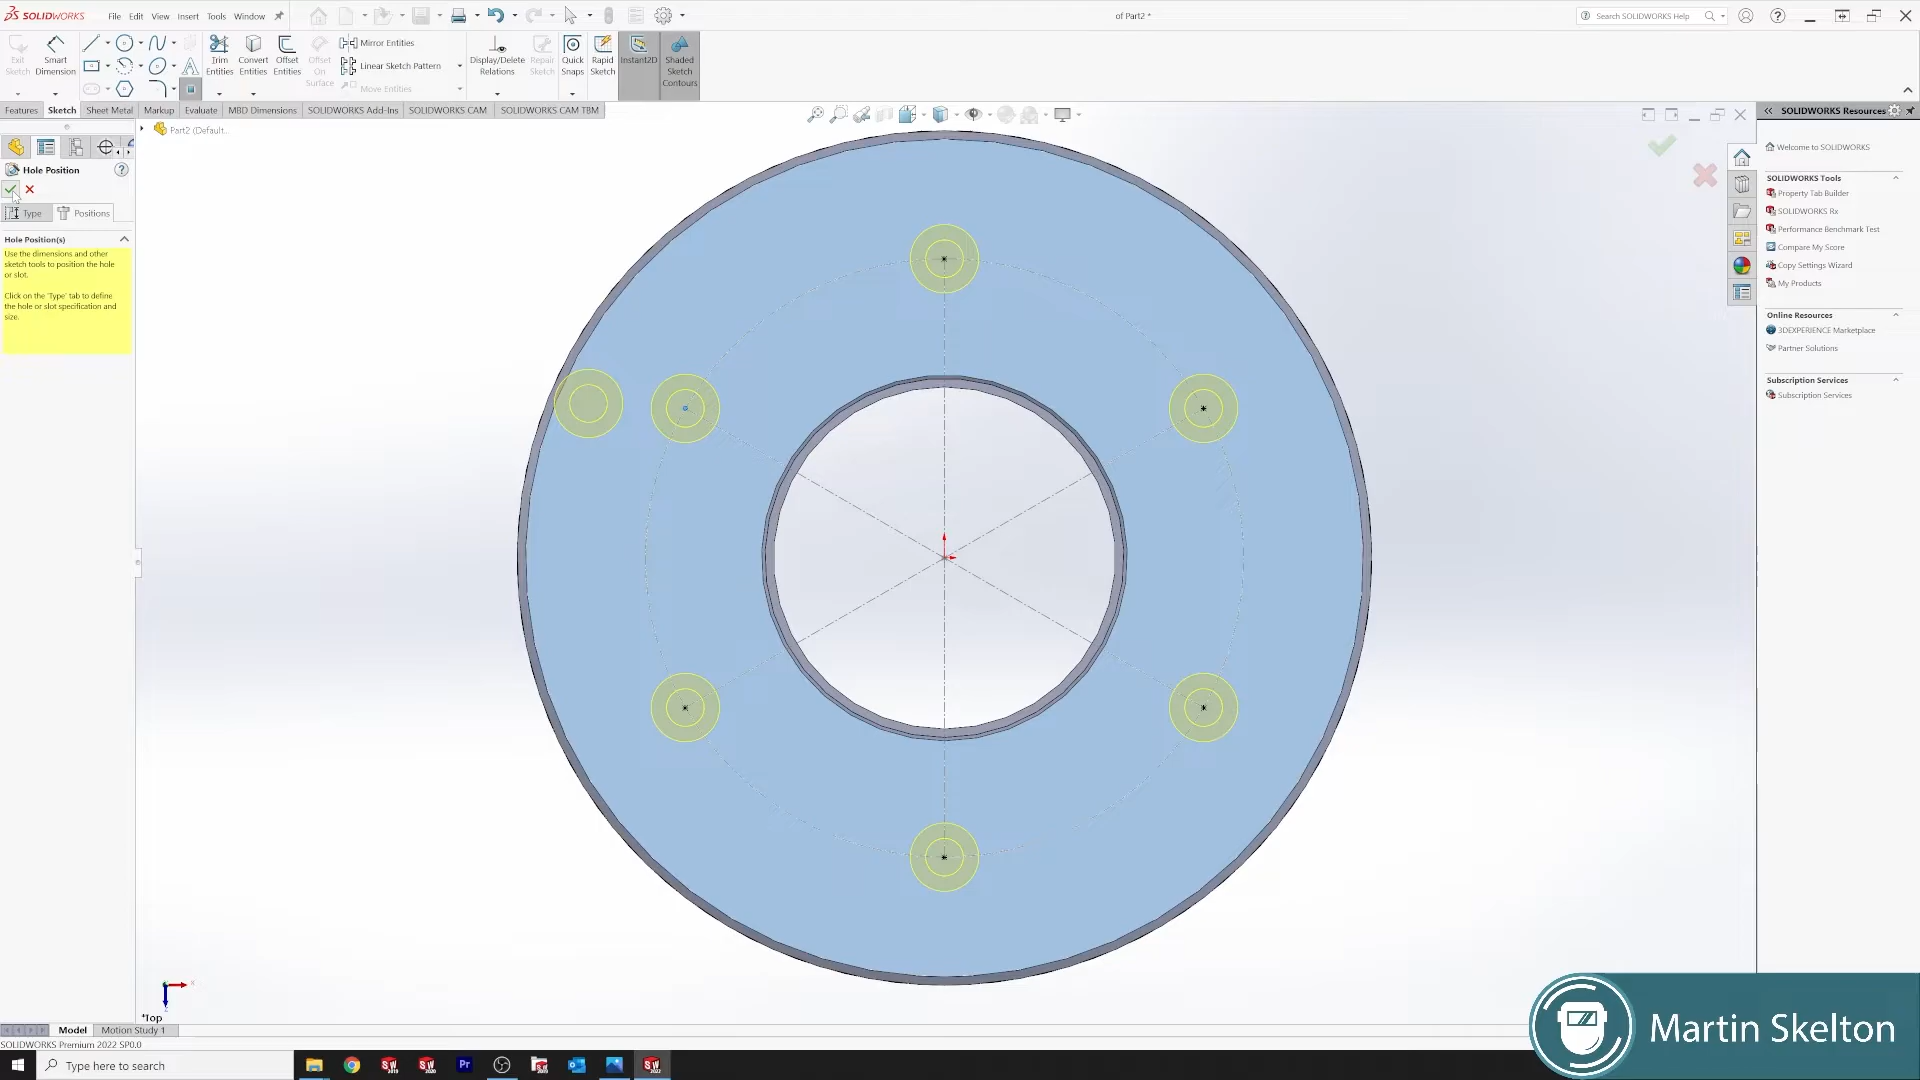 SOLIDWORKS
File Edit View Insert Tools Window
of Part2 *
Search SOLIDWORKS Help
Exit Sketch
Smart Dimension
Trim Entities
Convert Entities
Offset Entities
Offset On Surface
Mirror Entities
Linear Sketch Pattern
Move Entities
Display/Delete Relations
Repair Sketch
Quick Snaps
Rapid Sketch
Instant2D
Shaded Sketch Contours
Features Sketch Sheet Metal Markup Evaluate MBD Dimensions SOLIDWORKS Add-Ins SOLIDWORKS CAM SOLIDWORKS CAM TBM
Part2 (Default...
Hole Position
Type Positions
Hole Position(s)
Use the dimensions and other
sketch tools to position the hole
or slot.
Click on the 'Type' tab to define
the hole or slot specification and
size.
SOLIDWORKS Resources
Welcome to SOLIDWORKS
SOLIDWORKS Tools
Property Tab Builder
SOLIDWORKS Rx
Performance Benchmark Test
Compare My Score
Copy Settings Wizard
My Products
Online Resources
3DEXPERIENCE Marketplace
Partner Solutions
Subscription Services
Subscription Services
*Top
Model Motion Study 1
SOLIDWORKS Premium 2022 SP0.0
Type here to search
Martin Skelton